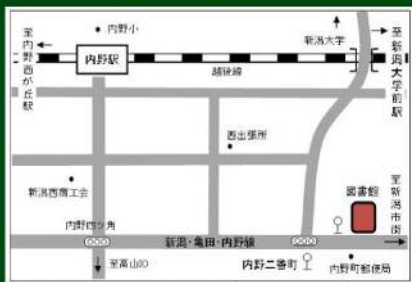 内野小
新潟大学
至内野西が丘駅
内野駅
越後線
至新潟大学前駅
西出張所
新潟西商工会
図書館
至新潟市街
内野四ツ角
新潟・亀田・内野線
至高山IC
内野二番町
内野町郵便局